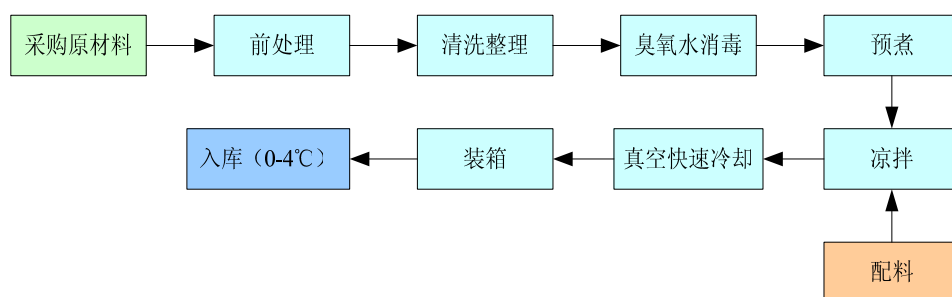 采购原材料
前处理
清洗整理
臭氧水消毒
预煮
入库（0-4℃）
装箱
真空快速冷却
凉拌
配料